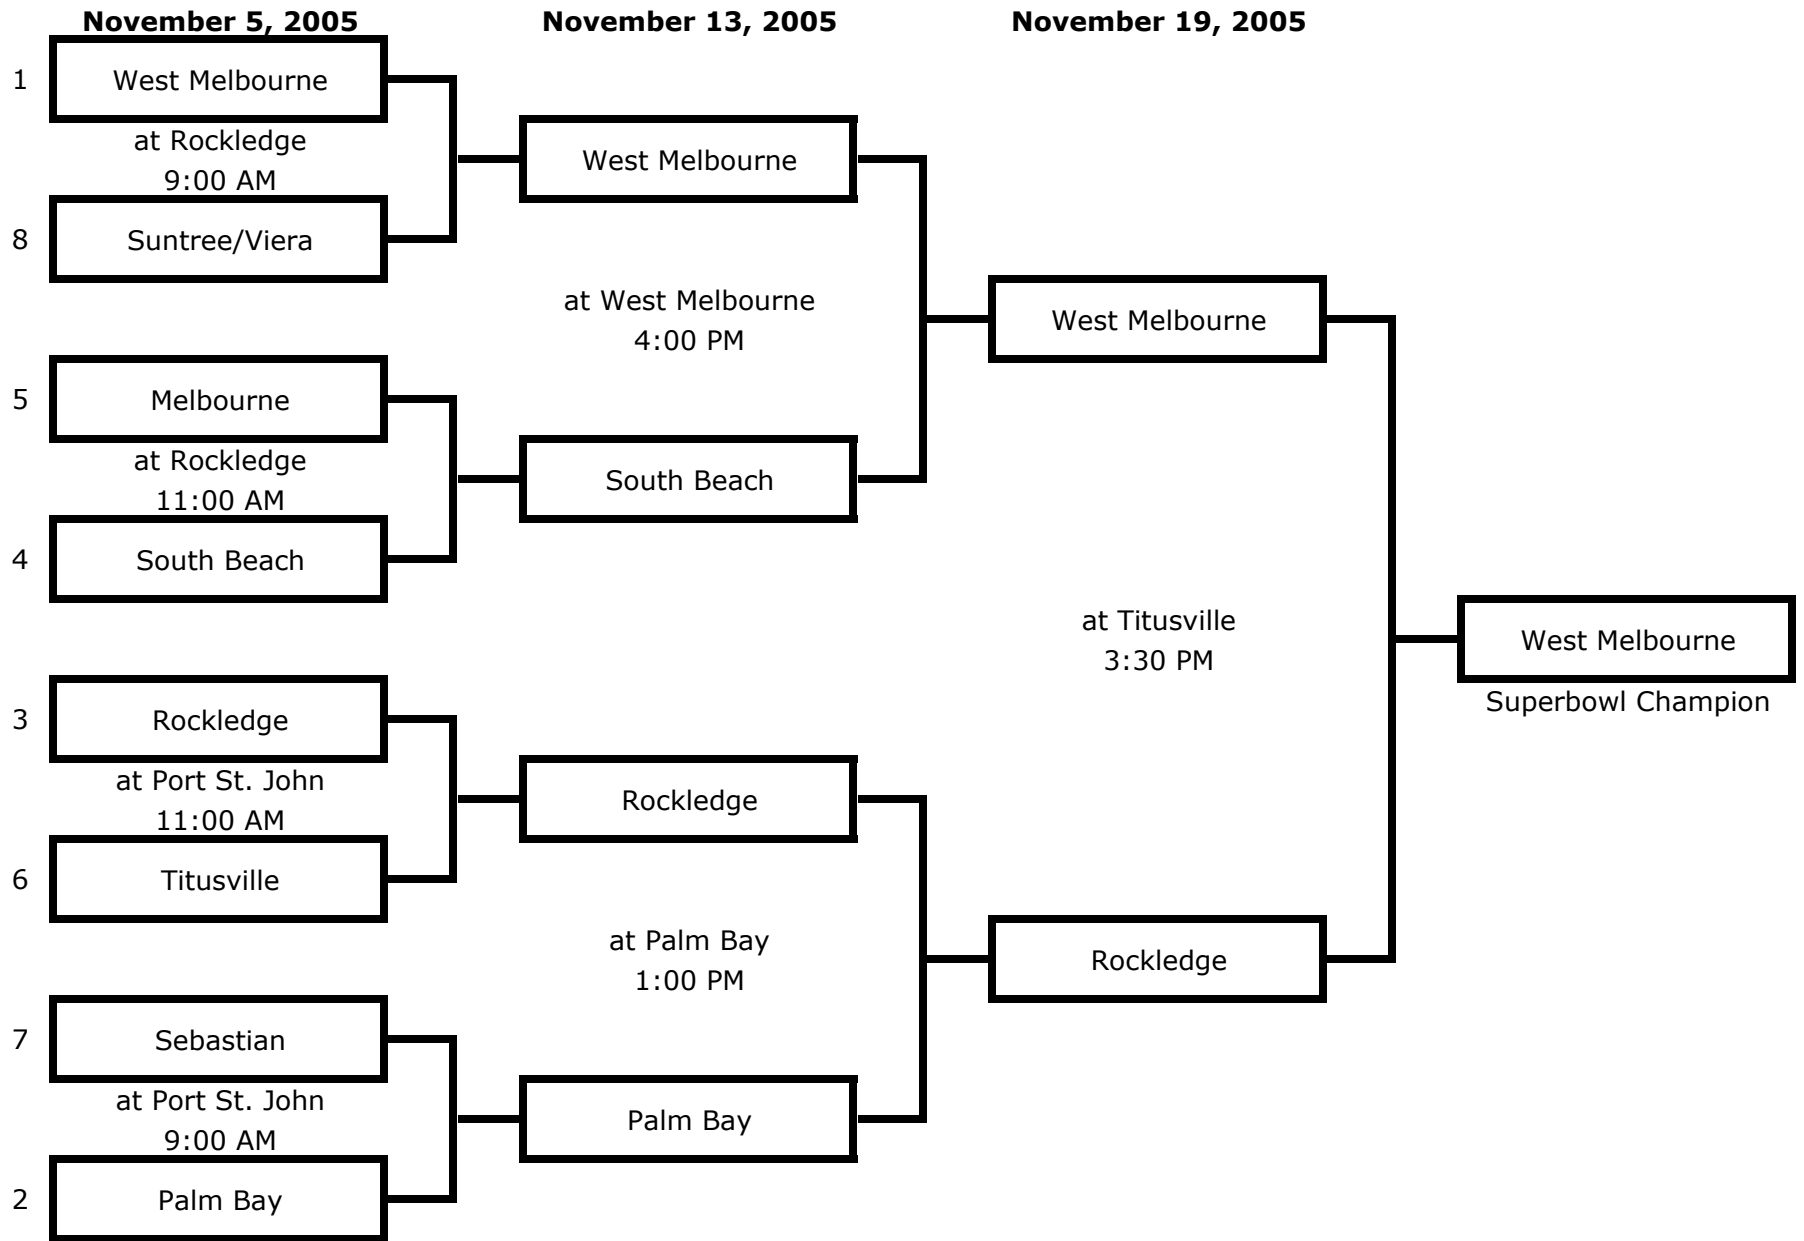 November 5, 2005
November 13, 2005
November 19, 2005
1
West Melbourne
at Rockledge
9:00 AM
8
Suntree/Viera
5
Melbourne
at Rockledge
11:00 AM
4
South Beach
3
Rockledge
at Port St. John
11:00 AM
6
Titusville
7
Sebastian
at Port St. John
9:00 AM
2
Palm Bay
West Melbourne
at West Melbourne
4:00 PM
South Beach
Rockledge
at Palm Bay
1:00 PM
Palm Bay
West Melbourne
at Titusville
3:30 PM
Rockledge
West Melbourne
Superbowl Champion